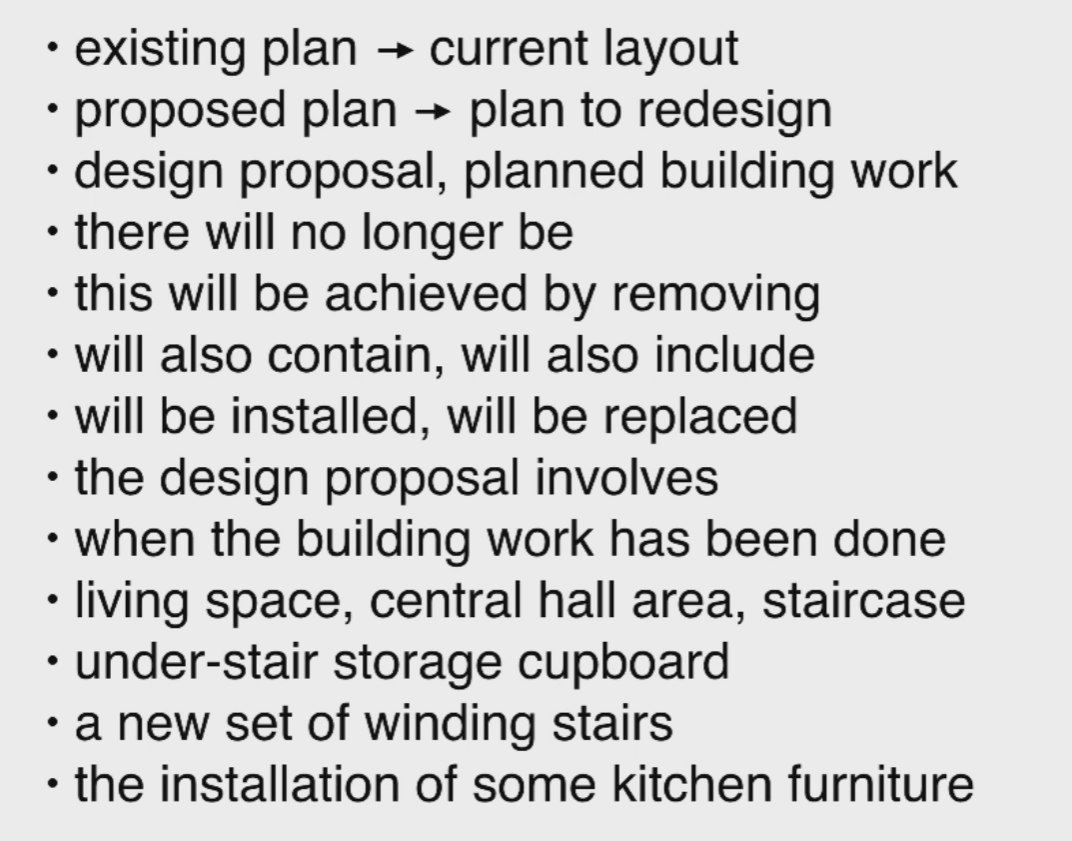 • existing plan → current layout
• proposed plan → plan to redesign
• design proposal, planned building work
• there will no longer be
• this will be achieved by removing
• will also contain, will also include
• will be installed, will be replaced
• the design proposal involves
• when the building work has been done
• living space, central hall area, staircase
• under-stair storage cupboard
• a new set of winding stairs
• the installation of some kitchen furniture